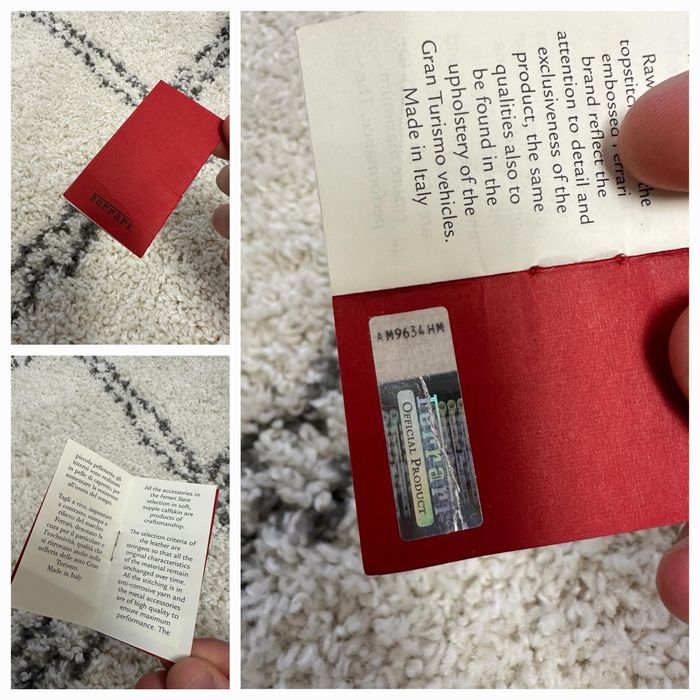 Ferrari
piccola pelletteria, gli
interni sono realizzati
in pelle, di capretto, per
aumentare la resistenza
all'usura del tempo.
Tagli a vivo, impunture
a contrasto, stampa a
rilievo del marchio
Ferrari, denotano la
cura per il particolare e
l'esclusività, qualità che
si ritrovano anche nella
selleria delle auto Gran
Turismo.
Made in Italy
All the accessories in
the Ferrari Store
selection in soft,
supple calfskin are
products of
craftsmanship.
The selection criteria of
the leather are
stringent so that all the
original characteristics
of the material remain
unchanged over time.
All the stitching is in
anti-corrosive yarn and
the metal accessories
are of high quality to
ensure maximum
performance. The
Raw the
topstitc
embossed Ferrari
brand reflect the
attention to detail and
exclusiveness of the
product, the same
qualities also to
be found in the
upholstery of the
Gran Turismo vehicles.
Made in Italy
AM9634HM
Ferrari
OFFICIAL PRODUCT